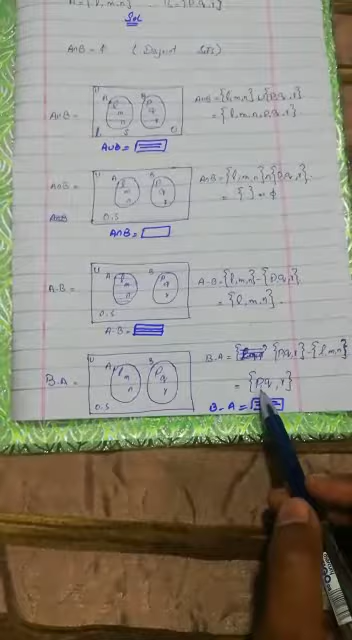 A = {l, m, n}
Sol
A∩B = ϕ (Disjoint Sets)
A∪B =
U
A
B
l
m
n
p
q
r
A∪B = {l,m,n} ∪ {p,q,r}
= {l,m,n,p,q,r}
A∪B =
A∩B =
U
A
B
l
m
n
p
q
r
o.s
A∩B = {l,m,n} ∩ {p,q,r}
= { } = ϕ
A∩B =
A-B =
U
A
B
l
m
n
p
q
r
o.s
A-B = {l,m,n} - {p,q,r}
= {l,m,n}
A-B =
B-A =
U
A
B
l
m
n
p
q
r
o.s
B-A = {p,q,r} - {l,m,n}
= {p,q,r}
B-A =